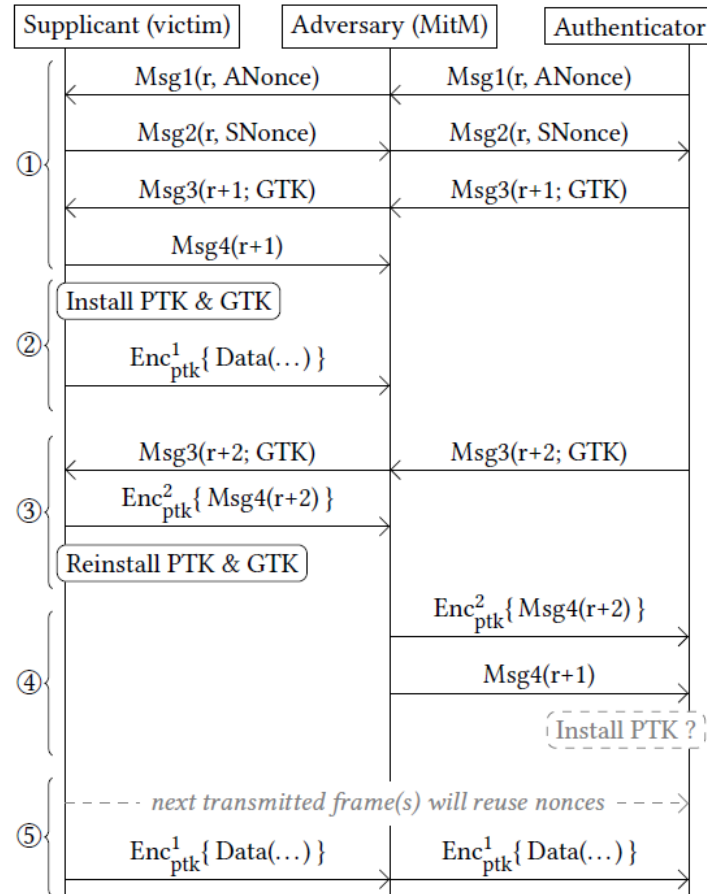 Supplicant (victim) Adversary (MitM) Authenticator
Msg1(r, ANonce) Msg1(r, ANonce)
Msg2(r, SNonce) Msg2(r, SNonce)
①
Msg3(r+1; GTK) Msg3(r+1; GTK)
Msg4(r+1)
Install PTK & GTK
②
Enc¹ptk{ Data(…) }
Msg3(r+2; GTK) Msg3(r+2; GTK)
Enc²ptk{ Msg4(r+2) }
③
Reinstall PTK & GTK
Enc²ptk{ Msg4(r+2) }
④
Msg4(r+1)
Install PTK ?
next transmitted frame(s) will reuse nonces
⑤
Enc¹ptk{ Data(…) } Enc¹ptk{ Data(…) }